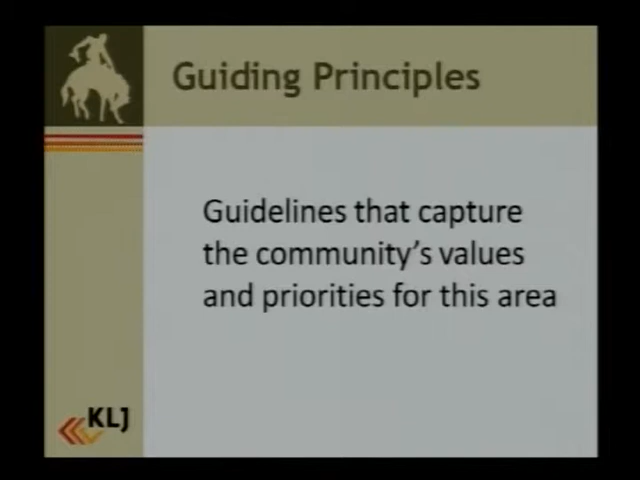 Guiding Principles
Guidelines that capture
the community's values
and priorities for this area
KLJ